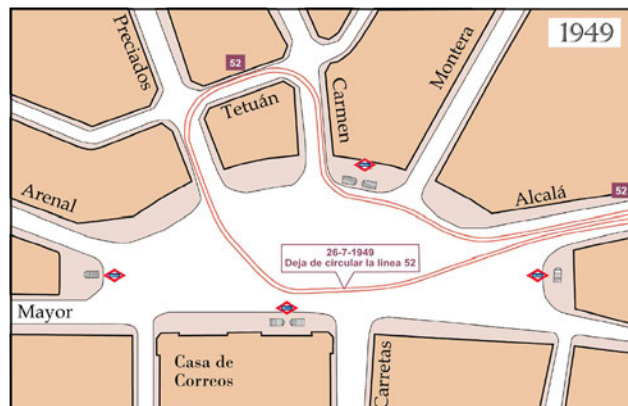 1949
Preciados
52
Montera
Carmen
Tetuán
Arenal
Alcalá
52
26-7-1949
Deja de circular la linea 52
Mayor
Casa de
Correos
Carretas